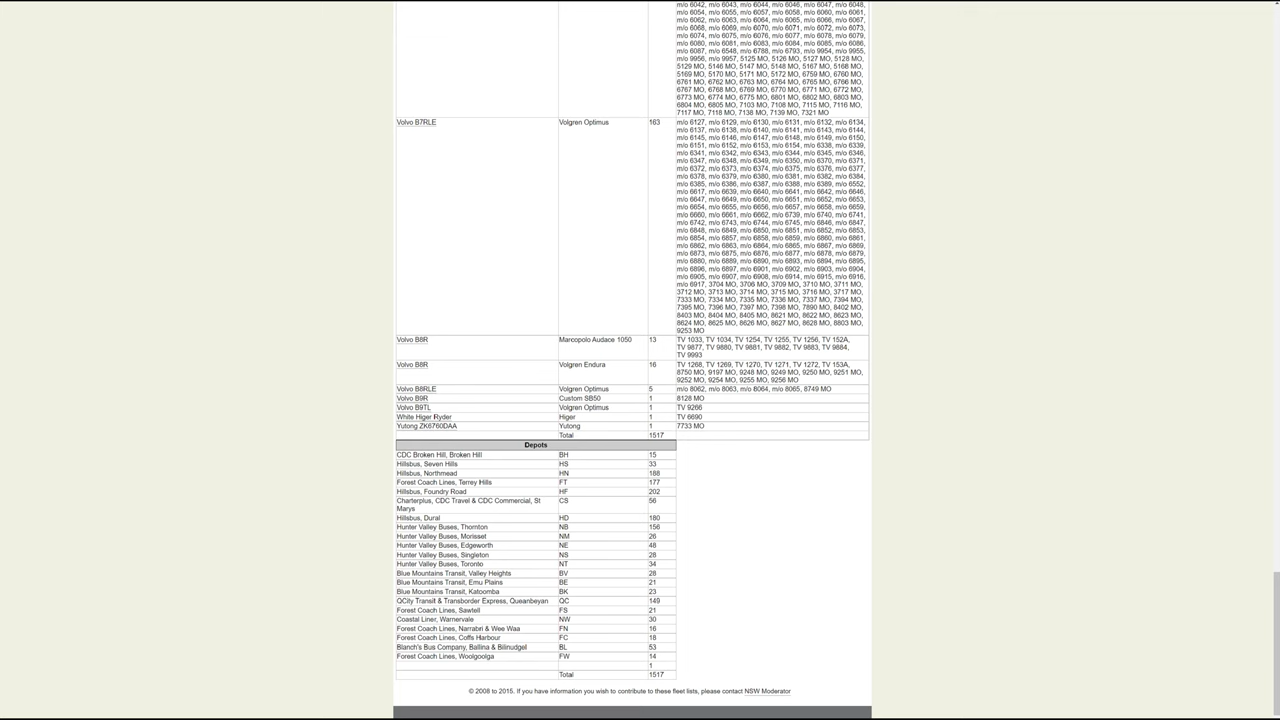 m/o 6042, m/o 6043, m/o 6044, m/o 6046, m/o 6047, m/o 6048,
m/o 6054, m/o 6055, m/o 6057, m/o 6058, m/o 6060, m/o 6061,
m/o 6062, m/o 6063, m/o 6064, m/o 6065, m/o 6066, m/o 6067,
m/o 6068, m/o 6069, m/o 6070, m/o 6071, m/o 6072, m/o 6073,
m/o 6074, m/o 6075, m/o 6076, m/o 6077, m/o 6078, m/o 6079,
m/o 6080, m/o 6081, m/o 6083, m/o 6084, m/o 6085, m/o 6086,
m/o 6087, m/o 6548, m/o 6788, m/o 6793, m/o 9954, m/o 9955,
m/o 9956, m/o 9957, 5125 MO, 5126 MO, 5127 MO, 5128 MO,
5129 MO, 5146 MO, 5147 MO, 5148 MO, 5167 MO, 5168 MO,
5169 MO, 5170 MO, 5171 MO, 5172 MO, 6759 MO, 6760 MO,
6761 MO, 6762 MO, 6763 MO, 6764 MO, 6765 MO, 6766 MO,
6767 MO, 6768 MO, 6769 MO, 6770 MO, 6771 MO, 6772 MO,
6773 MO, 6774 MO, 6775 MO, 6801 MO, 6802 MO, 6803 MO,
6804 MO, 6805 MO, 7103 MO, 7108 MO, 7115 MO, 7116 MO,
7117 MO, 7118 MO, 7138 MO, 7139 MO, 7321 MO
Volvo B7RLE Volgren Optimus 163 m/o 6127, m/o 6129, m/o 6130, m/o 6131, m/o 6132, m/o 6134,
m/o 6137, m/o 6138, m/o 6140, m/o 6141, m/o 6143, m/o 6144,
m/o 6145, m/o 6146, m/o 6147, m/o 6148, m/o 6149, m/o 6150,
m/o 6151, m/o 6152, m/o 6153, m/o 6154, m/o 6338, m/o 6339,
m/o 6341, m/o 6342, m/o 6343, m/o 6344, m/o 6345, m/o 6346,
m/o 6347, m/o 6348, m/o 6349, m/o 6350, m/o 6370, m/o 6371,
m/o 6372, m/o 6373, m/o 6374, m/o 6375, m/o 6376, m/o 6377,
m/o 6378, m/o 6379, m/o 6380, m/o 6381, m/o 6382, m/o 6384,
m/o 6385, m/o 6386, m/o 6387, m/o 6388, m/o 6389, m/o 6552,
m/o 6617, m/o 6639, m/o 6640, m/o 6641, m/o 6642, m/o 6646,
m/o 6647, m/o 6649, m/o 6650, m/o 6651, m/o 6652, m/o 6653,
m/o 6654, m/o 6655, m/o 6656, m/o 6657, m/o 6658, m/o 6659,
m/o 6660, m/o 6661, m/o 6662, m/o 6739, m/o 6740, m/o 6741,
m/o 6742, m/o 6743, m/o 6744, m/o 6745, m/o 6846, m/o 6847,
m/o 6848, m/o 6849, m/o 6850, m/o 6851, m/o 6852, m/o 6853,
m/o 6854, m/o 6857, m/o 6858, m/o 6859, m/o 6860, m/o 6861,
m/o 6862, m/o 6863, m/o 6864, m/o 6865, m/o 6867, m/o 6869,
m/o 6873, m/o 6875, m/o 6876, m/o 6877, m/o 6878, m/o 6879,
m/o 6880, m/o 6889, m/o 6890, m/o 6893, m/o 6894, m/o 6895,
m/o 6896, m/o 6897, m/o 6901, m/o 6902, m/o 6903, m/o 6904,
m/o 6905, m/o 6907, m/o 6908, m/o 6914, m/o 6915, m/o 6916,
m/o 6917, 3704 MO, 3706 MO, 3709 MO, 3710 MO, 3711 MO,
3712 MO, 3713 MO, 3714 MO, 3715 MO, 3716 MO, 3717 MO,
7333 MO, 7334 MO, 7335 MO, 7336 MO, 7337 MO, 7394 MO,
7395 MO, 7396 MO, 7397 MO, 7398 MO, 7890 MO, 8402 MO,
8403 MO, 8404 MO, 8405 MO, 8621 MO, 8622 MO, 8623 MO,
8624 MO, 8625 MO, 8626 MO, 8627 MO, 8628 MO, 8803 MO,
9253 MO
Volvo B8R Marcopolo Audace 1050 13 TV 1033, TV 1034, TV 1254, TV 1255, TV 1256, TV 152A,
TV 9877, TV 9880, TV 9881, TV 9882, TV 9883, TV 9884,
TV 9993
Volvo B8R Volgren Endura 16 TV 1268, TV 1269, TV 1270, TV 1271, TV 1272, TV 153A,
8750 MO, 9197 MO, 9248 MO, 9249 MO, 9250 MO, 9251 MO,
9252 MO, 9254 MO, 9255 MO, 9256 MO
Volvo B8RLE Volgren Optimus 5 m/o 8062, m/o 8063, m/o 8064, m/o 8065, 8749 MO
Volvo B9R Custom SB50 1 8128 MO
Volvo B9TL Volgren Optimus 1 TV 9266
White Higer Ryder Higer 1 TV 6690
Yutong ZK6760DAA Yutong 1 7733 MO
Total 1517
Depots
CDC Broken Hill, Broken Hill BH 15
Hillsbus, Seven Hills HS 33
Hillsbus, Northmead HN 188
Forest Coach Lines, Terrey Hills FT 177
Hillsbus, Foundry Road HF 202
Charterplus, CDC Travel & CDC Commercial, St CS 56
Marys
Hillsbus, Dural HD 180
Hunter Valley Buses, Thornton NB 156
Hunter Valley Buses, Morisset NM 26
Hunter Valley Buses, Edgeworth NE 48
Hunter Valley Buses, Singleton NS 28
Hunter Valley Buses, Toronto NT 34
Blue Mountains Transit, Valley Heights BV 28
Blue Mountains Transit, Emu Plains BE 21
Blue Mountains Transit, Katoomba BK 23
QCity Transit & Transborder Express, Queanbeyan QC 149
Forest Coach Lines, Sawtell FS 21
Coastal Liner, Warnervale NW 30
Forest Coach Lines, Narrabri & Wee Waa FN 16
Forest Coach Lines, Coffs Harbour FC 18
Blanch's Bus Company, Ballina & Bilinudgel BL 53
Forest Coach Lines, Woolgoolga FW 14
1
Total 1517
© 2008 to 2015. If you have information you wish to contribute to these fleet lists, please contact NSW Moderator